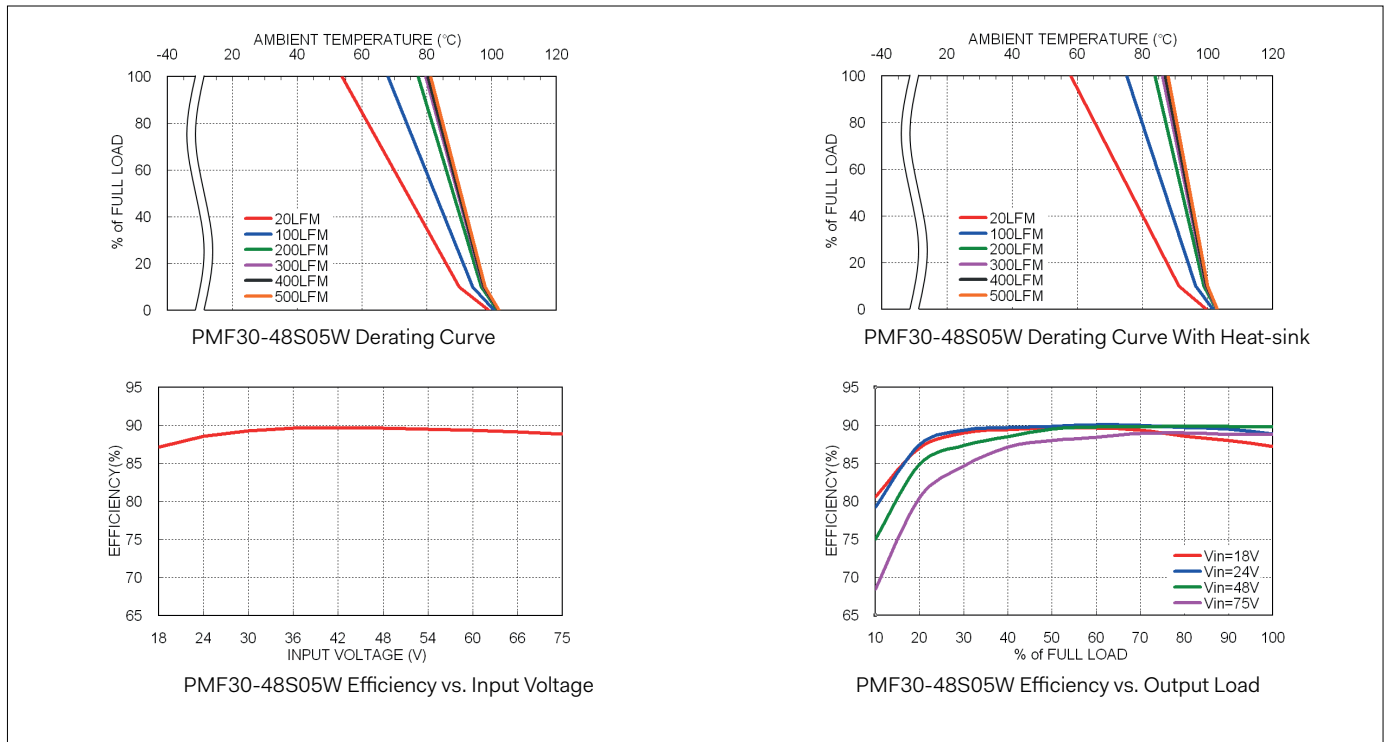 AMBIENT TEMPERATURE (°C)
-40 20 40 60 80 100 120
100
80
60
40
20
0
% of FULL LOAD
20LFM
100LFM
200LFM
300LFM
400LFM
500LFM
PMF30-48S05W Derating Curve
AMBIENT TEMPERATURE (°C)
-40 20 40 60 80 100 120
100
80
60
40
20
0
% of FULL LOAD
20LFM
100LFM
200LFM
300LFM
400LFM
500LFM
PMF30-48S05W Derating Curve With Heat-sink
95
90
85
80
75
70
65
EFFICIENCY(%)
18 24 30 36 42 48 54 60 66 75
INPUT VOLTAGE (V)
PMF30-48S05W Efficiency vs. Input Voltage
95
90
85
80
75
70
65
EFFICIENCY(%)
Vin=18V
Vin=24V
Vin=48V
Vin=75V
10 20 30 40 50 60 70 80 90 100
% of FULL LOAD
PMF30-48S05W Efficiency vs. Output Load